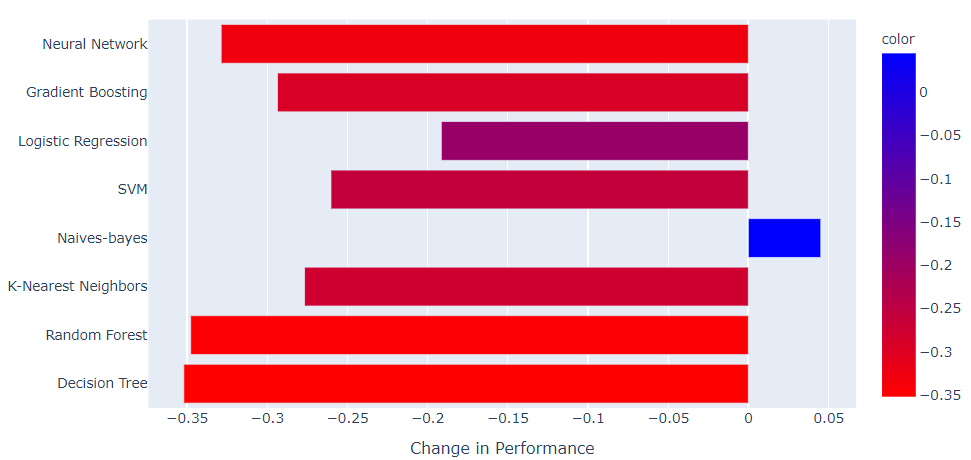 Neural Network
Gradient Boosting
Logistic Regression
SVM
Naives-bayes
K-Nearest Neighbors
Random Forest
Decision Tree
−0.35 −0.3 −0.25 −0.2 −0.15 −0.1 −0.05 0 0.05
Change in Performance
color
0
−0.05
−0.1
−0.15
−0.2
−0.25
−0.3
−0.35